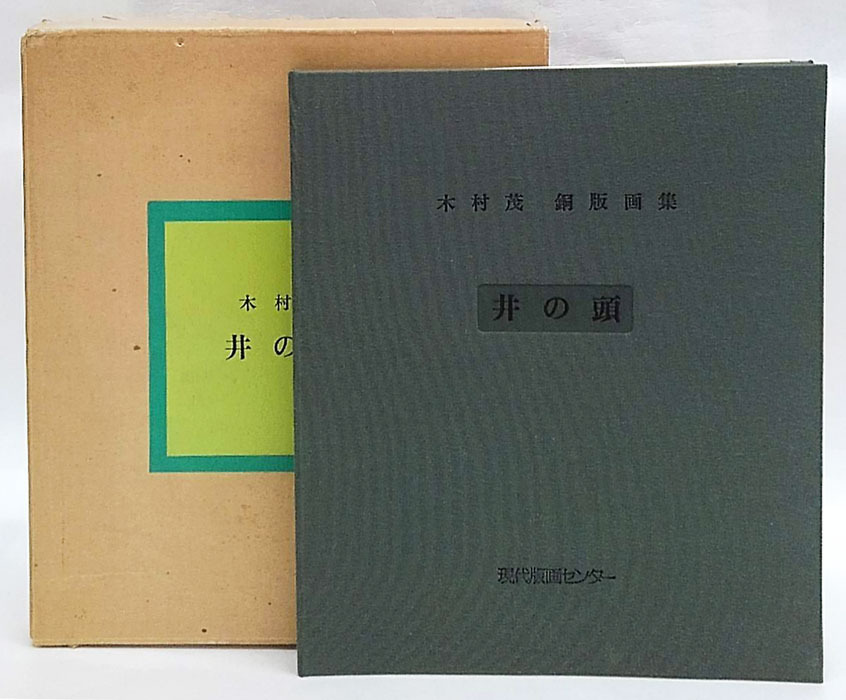 木村
井の
木村茂 銅版画集
井の頭
現代版画センター